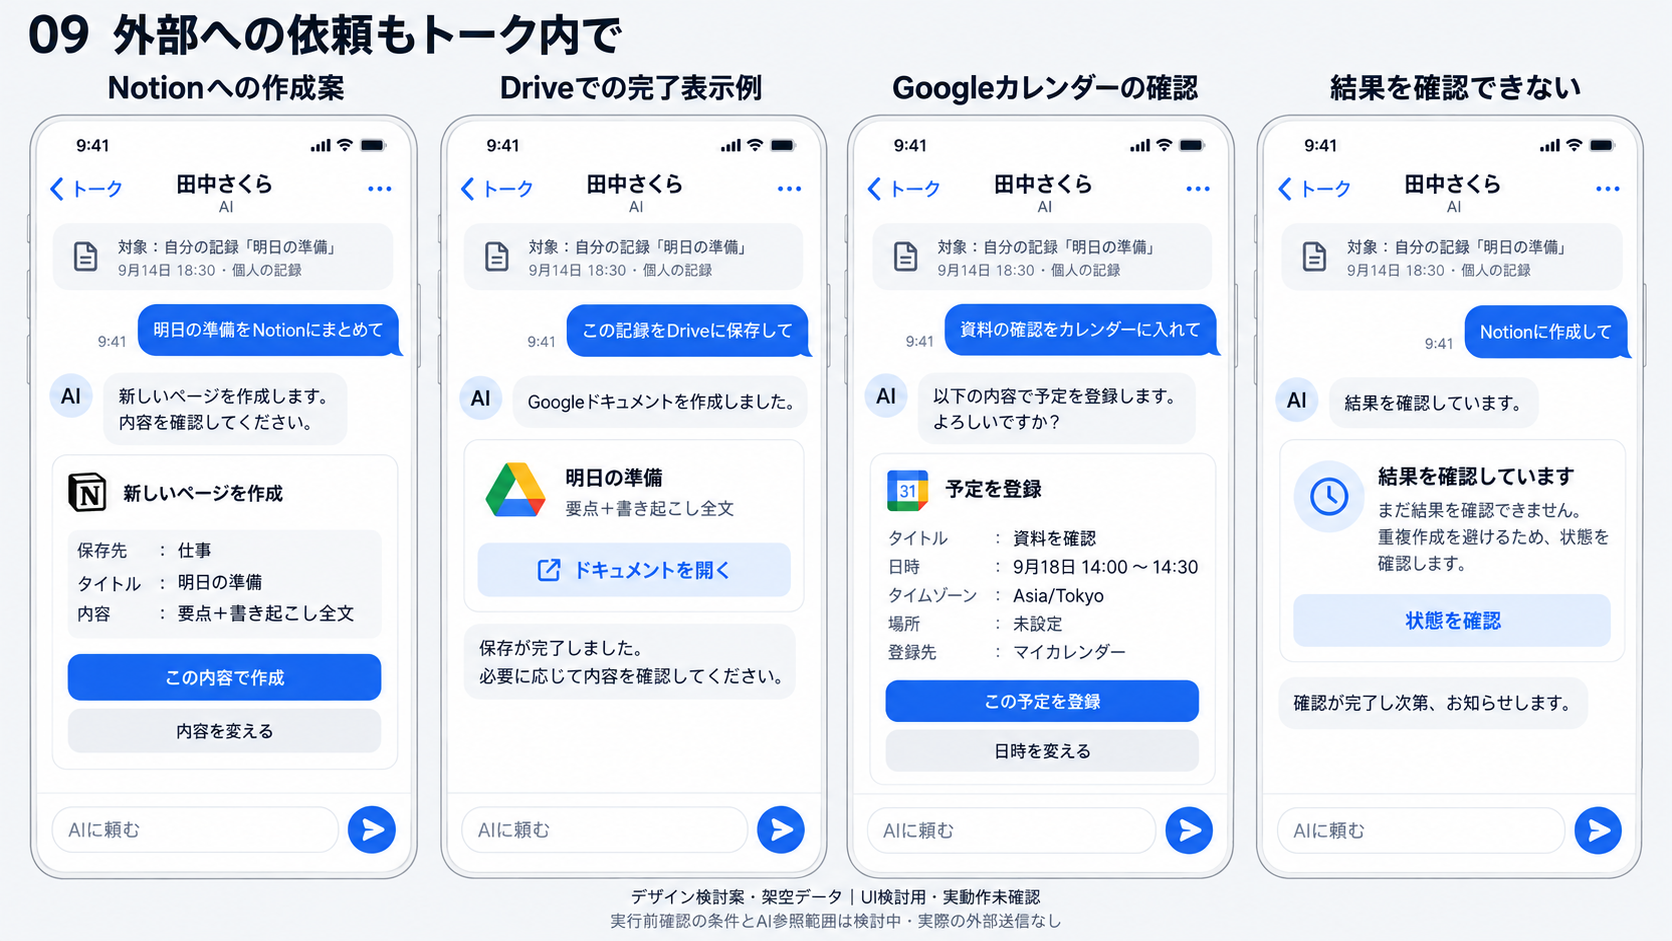 09 外部への依頼もトーク内で
Notionへの作成案
9:41
トーク
田中さくら
AI
対象：自分の記録「明日の準備」
9月14日 18:30・個人の記録
明日の準備をNotionにまとめて
9:41
AI
新しいページを作成します。
内容を確認してください。
N
新しいページを作成
保存先 ： 仕事
タイトル ： 明日の準備
内容 ： 要点＋書き起こし全文
この内容で作成
内容を変える
AIに頼む
Driveでの完了表示例
9:41
トーク
田中さくら
AI
対象：自分の記録「明日の準備」
9月14日 18:30・個人の記録
この記録をDriveに保存して
9:41
AI
Googleドキュメントを作成しました。
明日の準備
要点＋書き起こし全文
ドキュメントを開く
保存が完了しました。
必要に応じて内容を確認してください。
AIに頼む
Googleカレンダーの確認
9:41
トーク
田中さくら
AI
対象：自分の記録「明日の準備」
9月14日 18:30・個人の記録
資料の確認をカレンダーに入れて
9:41
AI
以下の内容で予定を登録します。
よろしいですか？
31
予定を登録
タイトル ： 資料を確認
日時 ： 9月18日 14:00 〜 14:30
タイムゾーン ： Asia/Tokyo
場所 ： 未設定
登録先 ： マイカレンダー
この予定を登録
日時を変える
AIに頼む
結果を確認できない
9:41
トーク
田中さくら
AI
対象：自分の記録「明日の準備」
9月14日 18:30・個人の記録
Notionに作成して
9:41
AI
結果を確認しています。
結果を確認しています
まだ結果を確認できません。
重複作成を避けるため、状態を
確認します。
状態を確認
確認が完了し次第、お知らせします。
AIに頼む
デザイン検討案・架空データ｜UI検討用・実動作未確認
実行前確認の条件とAI参照範囲は検討中・実際の外部送信なし